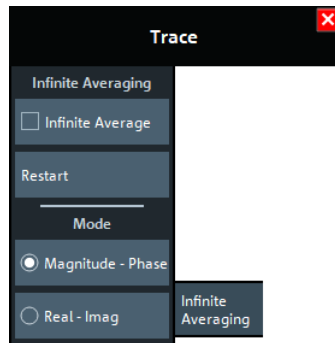 Trace
Infinite Averaging
Infinite Average
Restart
Mode
Magnitude - Phase
Real - Imag
Infinite
Averaging